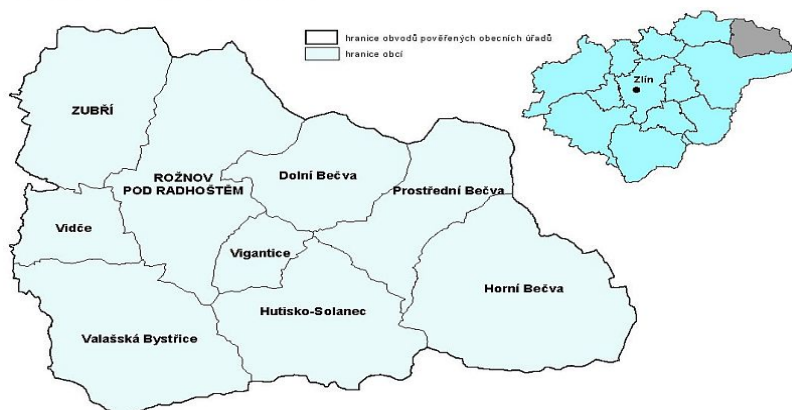 hranice obvodů pověřených obecních úřadů
hranice obcí
Zlín
ZUBŘÍ
ROŽNOV
POD RADHOŠTĚM
Dolní Bečva
Prostřední Bečva
Vidče
Vigantice
Horní Bečva
Hutisko-Solanec
Valašská Bystřice